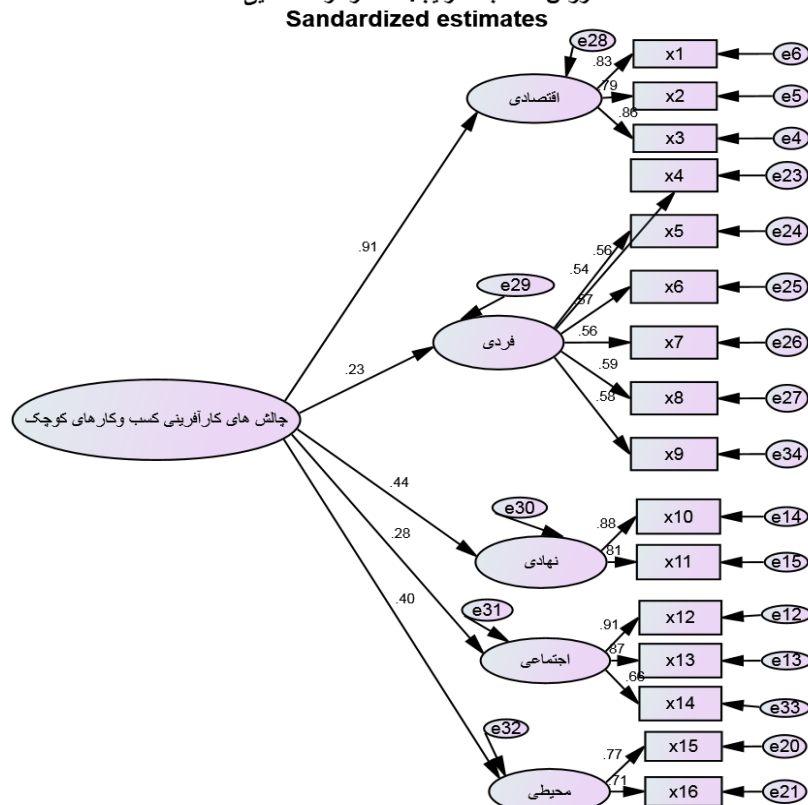 Sandardized estimates
e28
.83
x1
e6
اقتصادی
.79
x2
e5
.86
x3
e4
x4
e23
.91
.56
x5
e24
.54
e29
.57
x6
e25
فردی
.56
x7
e26
.23
.59
x8
e27
.58
x9
e34
چالش های کارآفرینی کسب وکارهای کوچک
.44
e30
.88
x10
e14
نهادی
.81
x11
e15
.28
.40
e31
.91
x12
e12
اجتماعی
.87
x13
e13
.66
x14
e33
e32
.77
x15
e20
محیطی
.71
x16
e21